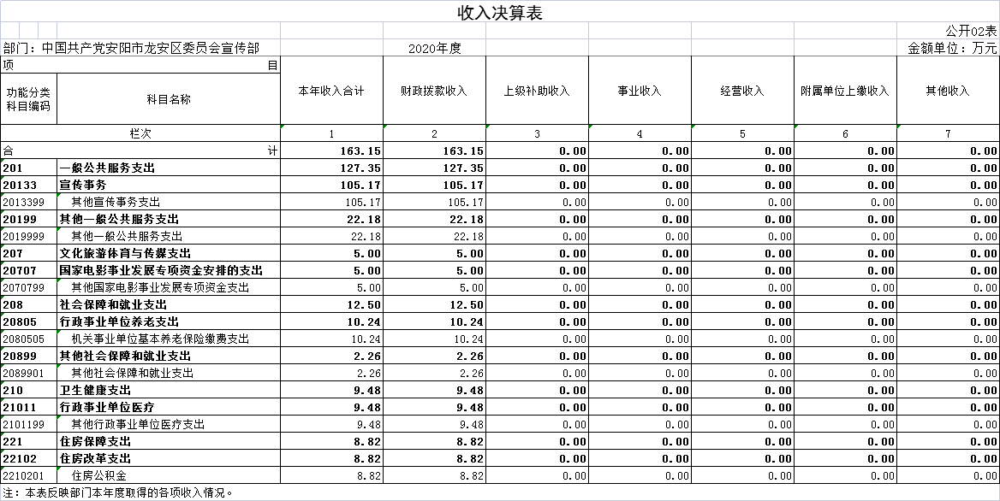 收入决算表
公开02表
部门：中国共产党安阳市龙安区委员会宣传部 2020年度 金额单位：万元
项 目 本年收入合计 财政拨款收入 上级补助收入 事业收入 经营收入 附属单位上缴收入 其他收入
功能分类科目编码 科目名称
栏次 1 2 3 4 5 6 7
合 计 163.15 163.15 0.00 0.00 0.00 0.00 0.00
201 一般公共服务支出 127.35 127.35 0.00 0.00 0.00 0.00 0.00
20133 宣传事务 105.17 105.17 0.00 0.00 0.00 0.00 0.00
2013399 其他宣传事务支出 105.17 105.17 0.00 0.00 0.00 0.00 0.00
20199 其他一般公共服务支出 22.18 22.18 0.00 0.00 0.00 0.00 0.00
2019999 其他一般公共服务支出 22.18 22.18 0.00 0.00 0.00 0.00 0.00
207 文化旅游体育与传媒支出 5.00 5.00 0.00 0.00 0.00 0.00 0.00
20707 国家电影事业发展专项资金安排的支出 5.00 5.00 0.00 0.00 0.00 0.00 0.00
2070799 其他国家电影事业发展专项资金支出 5.00 5.00 0.00 0.00 0.00 0.00 0.00
208 社会保障和就业支出 12.50 12.50 0.00 0.00 0.00 0.00 0.00
20805 行政事业单位养老支出 10.24 10.24 0.00 0.00 0.00 0.00 0.00
2080505 机关事业单位基本养老保险缴费支出 10.24 10.24 0.00 0.00 0.00 0.00 0.00
20899 其他社会保障和就业支出 2.26 2.26 0.00 0.00 0.00 0.00 0.00
2089901 其他社会保障和就业支出 2.26 2.26 0.00 0.00 0.00 0.00 0.00
210 卫生健康支出 9.48 9.48 0.00 0.00 0.00 0.00 0.00
21011 行政事业单位医疗 9.48 9.48 0.00 0.00 0.00 0.00 0.00
2101199 其他行政事业单位医疗支出 9.48 9.48 0.00 0.00 0.00 0.00 0.00
221 住房保障支出 8.82 8.82 0.00 0.00 0.00 0.00 0.00
22102 住房改革支出 8.82 8.82 0.00 0.00 0.00 0.00 0.00
2210201 住房公积金 8.82 8.82 0.00 0.00 0.00 0.00 0.00
注：本表反映部门本年度取得的各项收入情况。